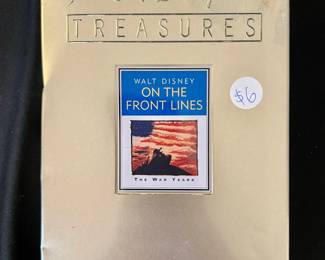 TREASURES
WALT DISNEY
ON THE
FRONT LINES
THE WAR YEARS
$6